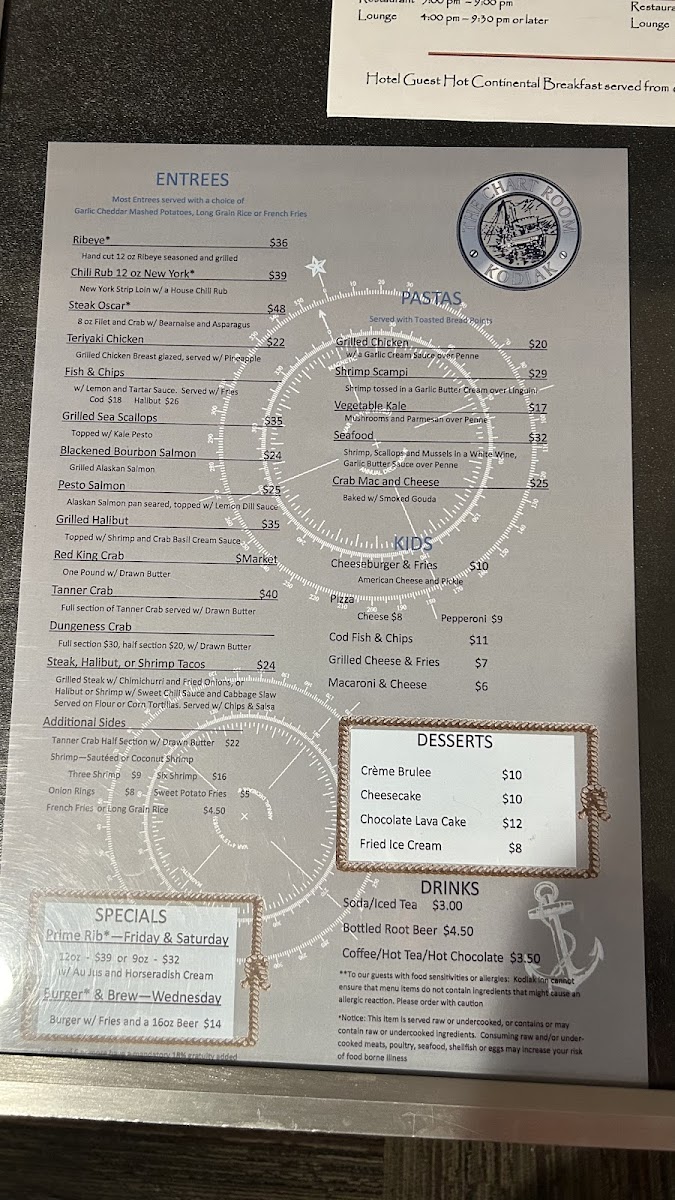 Restaurant 5:00 pm – 9:00 pm
Lounge 4:00 pm – 9:30 pm or later
Restaura
Lounge
Hotel Guest Hot Continental Breakfast served from
ENTREES
Most Entrees served with a choice of
Garlic Cheddar Mashed Potatoes, Long Grain Rice or French Fries
Ribeye* $36
Hand cut 12 oz Ribeye seasoned and grilled
Chili Rub 12 oz New York* $39
New York Strip Loin w/ a House Chili Rub
Steak Oscar* $48
8 oz Filet and Crab w/ Bearnaise and Asparagus
Teriyaki Chicken $22
Grilled Chicken Breast glazed, served w/ Pineapple
Fish & Chips
w/ Lemon and Tartar Sauce. Served w/ Fries
Cod $18 Halibut $26
Grilled Sea Scallops $35
Topped w/ Kale Pesto
Blackened Bourbon Salmon $24
Grilled Alaskan Salmon
Pesto Salmon $25
Alaskan Salmon pan seared, topped w/ Lemon Dill Sauce
Grilled Halibut $35
Topped w/ Shrimp and Crab Basil Cream Sauce
Red King Crab $Market
One Pound w/ Drawn Butter
Tanner Crab $40
Full section of Tanner Crab served w/ Drawn Butter
Dungeness Crab
Full section $30, half section $20, w/ Drawn Butter
Steak, Halibut, or Shrimp Tacos $24
Grilled Steak w/ Chimichurri and Fried Onions, or
Halibut or Shrimp w/ Sweet Chili Sauce and Cabbage Slaw
Served on Flour or Corn Tortillas. Served w/ Chips & Salsa
Additional Sides
Tanner Crab Half Section w/ Drawn Butter $22
Shrimp—Sautéed or Coconut Shrimp
Three Shrimp $9 Six Shrimp $16
Onion Rings $8 Sweet Potato Fries $5
French Fries or Long Grain Rice $4.50
SPECIALS
Prime Rib*—Friday & Saturday
12oz - $39 or 9oz - $32
w/ Au Jus and Horseradish Cream
Burger* & Brew—Wednesday
Burger w/ Fries and a 16oz Beer $14
mandatory 18% gratuity added
THE CHART ROOM
KODIAK
PASTAS
Served with Toasted Bread Points
Grilled Chicken $20
w/a Garlic Cream Sauce over Penne
Shrimp Scampi $29
Shrimp tossed in a Garlic Butter Cream over Linguini
Vegetable Kale $17
Mushrooms and Parmesan over Penne
Seafood $32
Shrimp, Scallops and Mussels in a White Wine,
Garlic Butter Sauce over Penne
Crab Mac and Cheese $25
Baked w/ Smoked Gouda
KIDS
Cheeseburger & Fries $10
American Cheese and Pickle
Pizza
Cheese $8 Pepperoni $9
Cod Fish & Chips $11
Grilled Cheese & Fries $7
Macaroni & Cheese $6
DESSERTS
Crème Brulee $10
Cheesecake $10
Chocolate Lava Cake $12
Fried Ice Cream $8
DRINKS
Soda/Iced Tea $3.00
Bottled Root Beer $4.50
Coffee/Hot Tea/Hot Chocolate $3.50
**To our guests with food sensitivities or allergies: Kodiak Inn cannot
ensure that menu items do not contain ingredients that might cause an
allergic reaction. Please order with caution
*Notice: This item is served raw or undercooked, or contains or may
contain raw or undercooked ingredients. Consuming raw and/or under-
cooked meats, poultry, seafood, shellfish or eggs may increase your risk
of food borne illness